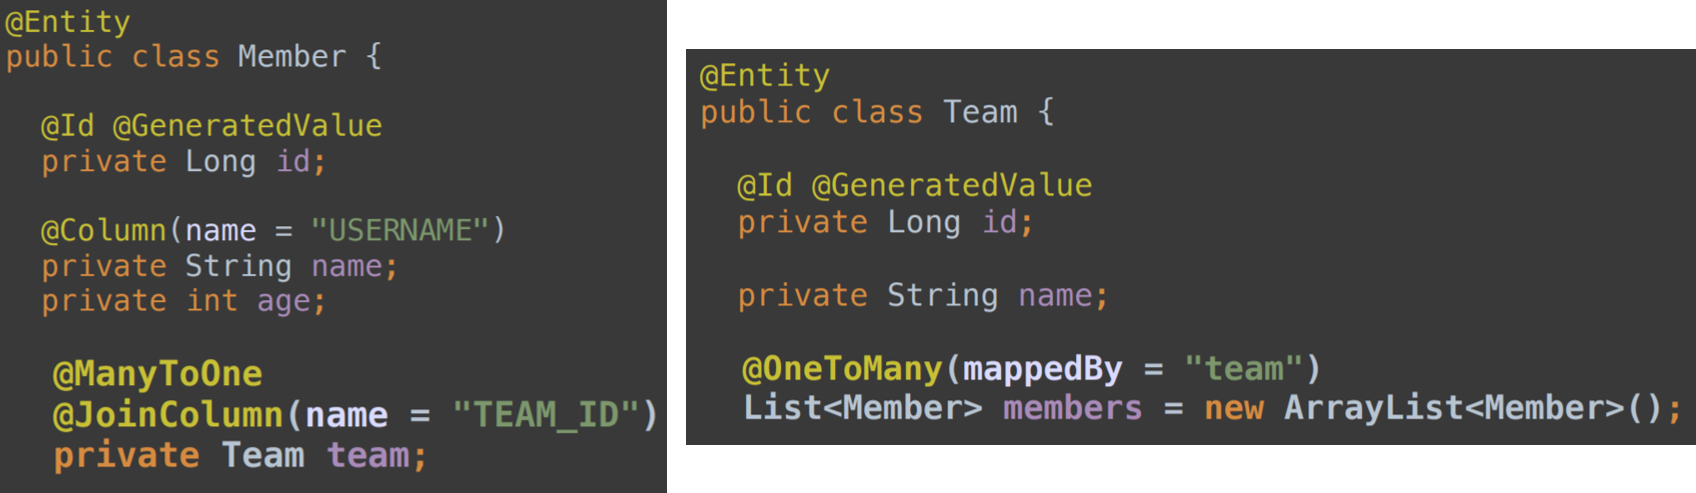 @Entity
public class Member {
@Id @GeneratedValue
private Long id;
@Column(name = "USERNAME")
private String name;
private int age;
@ManyToOne
@JoinColumn(name = "TEAM_ID")
private Team team;
@Entity
public class Team {
@Id @GeneratedValue
private Long id;
private String name;
@OneToMany(mappedBy = "team")
List<Member> members = new ArrayList<Member>();